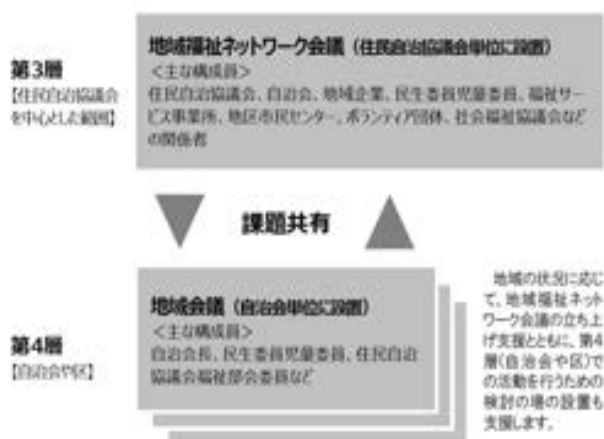 第3層
【住民自治協議会
を中心とした範囲】
地域福祉ネットワーク会議（住民自治協議会単位に設置）
＜主な構成員＞
住民自治協議会、自治会、地域企業、民生委員児童委員、福祉サー
ビス事業所、地区市民センター、ボランティア団体、社会福祉協議会など
の関係者
課題共有
第4層
【自治会や区】
地域会議（自治会単位に設置）
＜主な構成員＞
自治会長、民生委員児童委員、住民自治
協議会福祉部会委員など
地域の状況に応じ
て、地域福祉ネット
ワーク会議の立ち上
げ支援とともに、第4
層(自治会や区)で
の活動を行うための
検討の場の設置も
支援します。